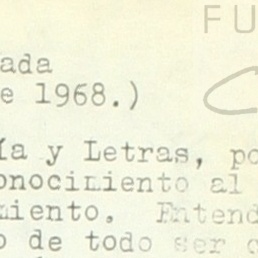 FU
ada
e 1968.)
ía y Letras, po
onocimiento al
miento. Entend
o de todo ser